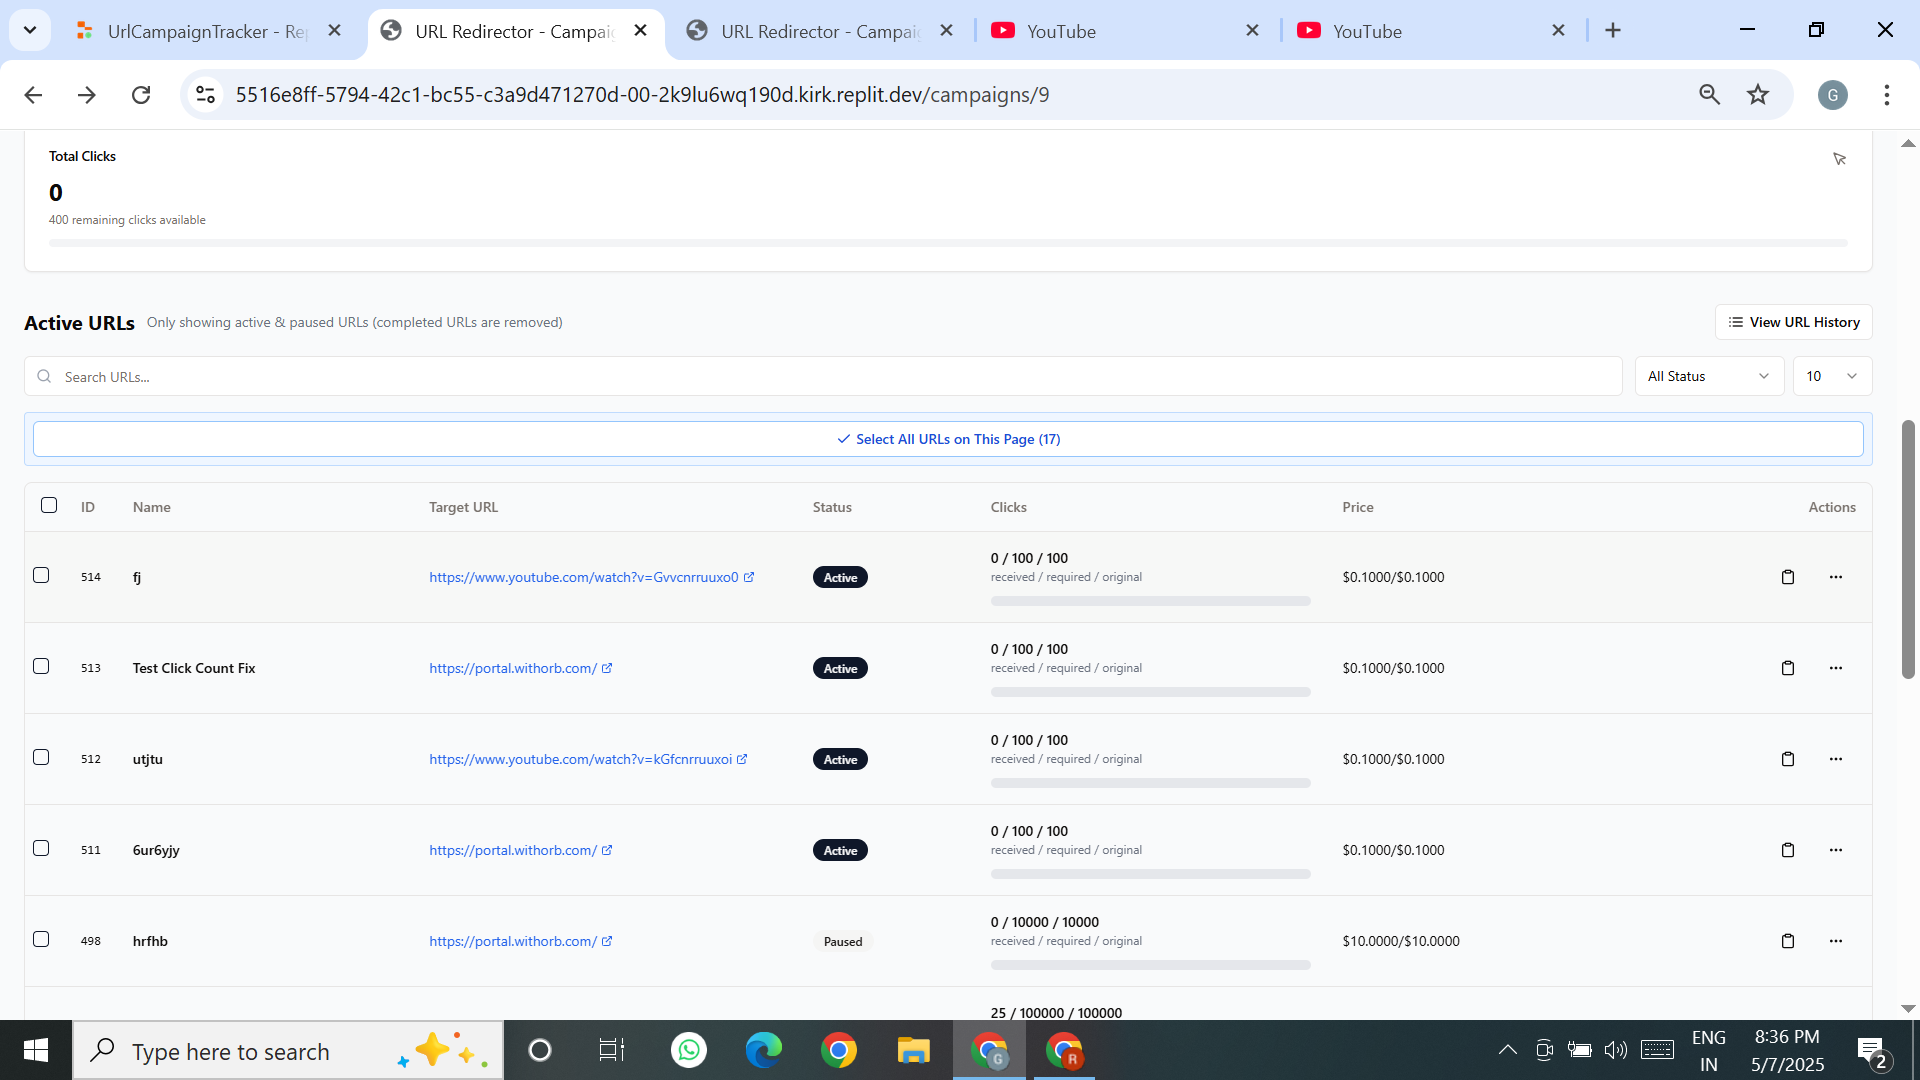 UrlCampaignTracker - Re
URL Redirector - Campai
URL Redirector - Campai
YouTube
YouTube
5516e8ff-5794-42c1-bc55-c3a9d471270d-00-2k9lu6wq190d.kirk.replit.dev/campaigns/9
G
Total Clicks
0
400 remaining clicks available
Active URLs
Only showing active & paused URLs (completed URLs are removed)
View URL History
Search URLs...
All Status
10
Select All URLs on This Page (17)
ID Name Target URL Status Clicks Price Actions
0 / 100 / 100
514 fj https://www.youtube.com/watch?v=Gvvcnrruuxo0 Active received / required / original $0.1000/$0.1000
0 / 100 / 100
513 Test Click Count Fix https://portal.withorb.com/ Active received / required / original $0.1000/$0.1000
0 / 100 / 100
512 utjtu https://www.youtube.com/watch?v=kGfcnrruuxoi Active received / required / original $0.1000/$0.1000
0 / 100 / 100
511 6ur6yjy https://portal.withorb.com/ Active received / required / original $0.1000/$0.1000
0 / 10000 / 10000
498 hrfhb https://portal.withorb.com/ Paused received / required / original $10.0000/$10.0000
25 / 100000 / 100000
Type here to search
G
R
ENG
IN
8:36 PM
5/7/2025
2